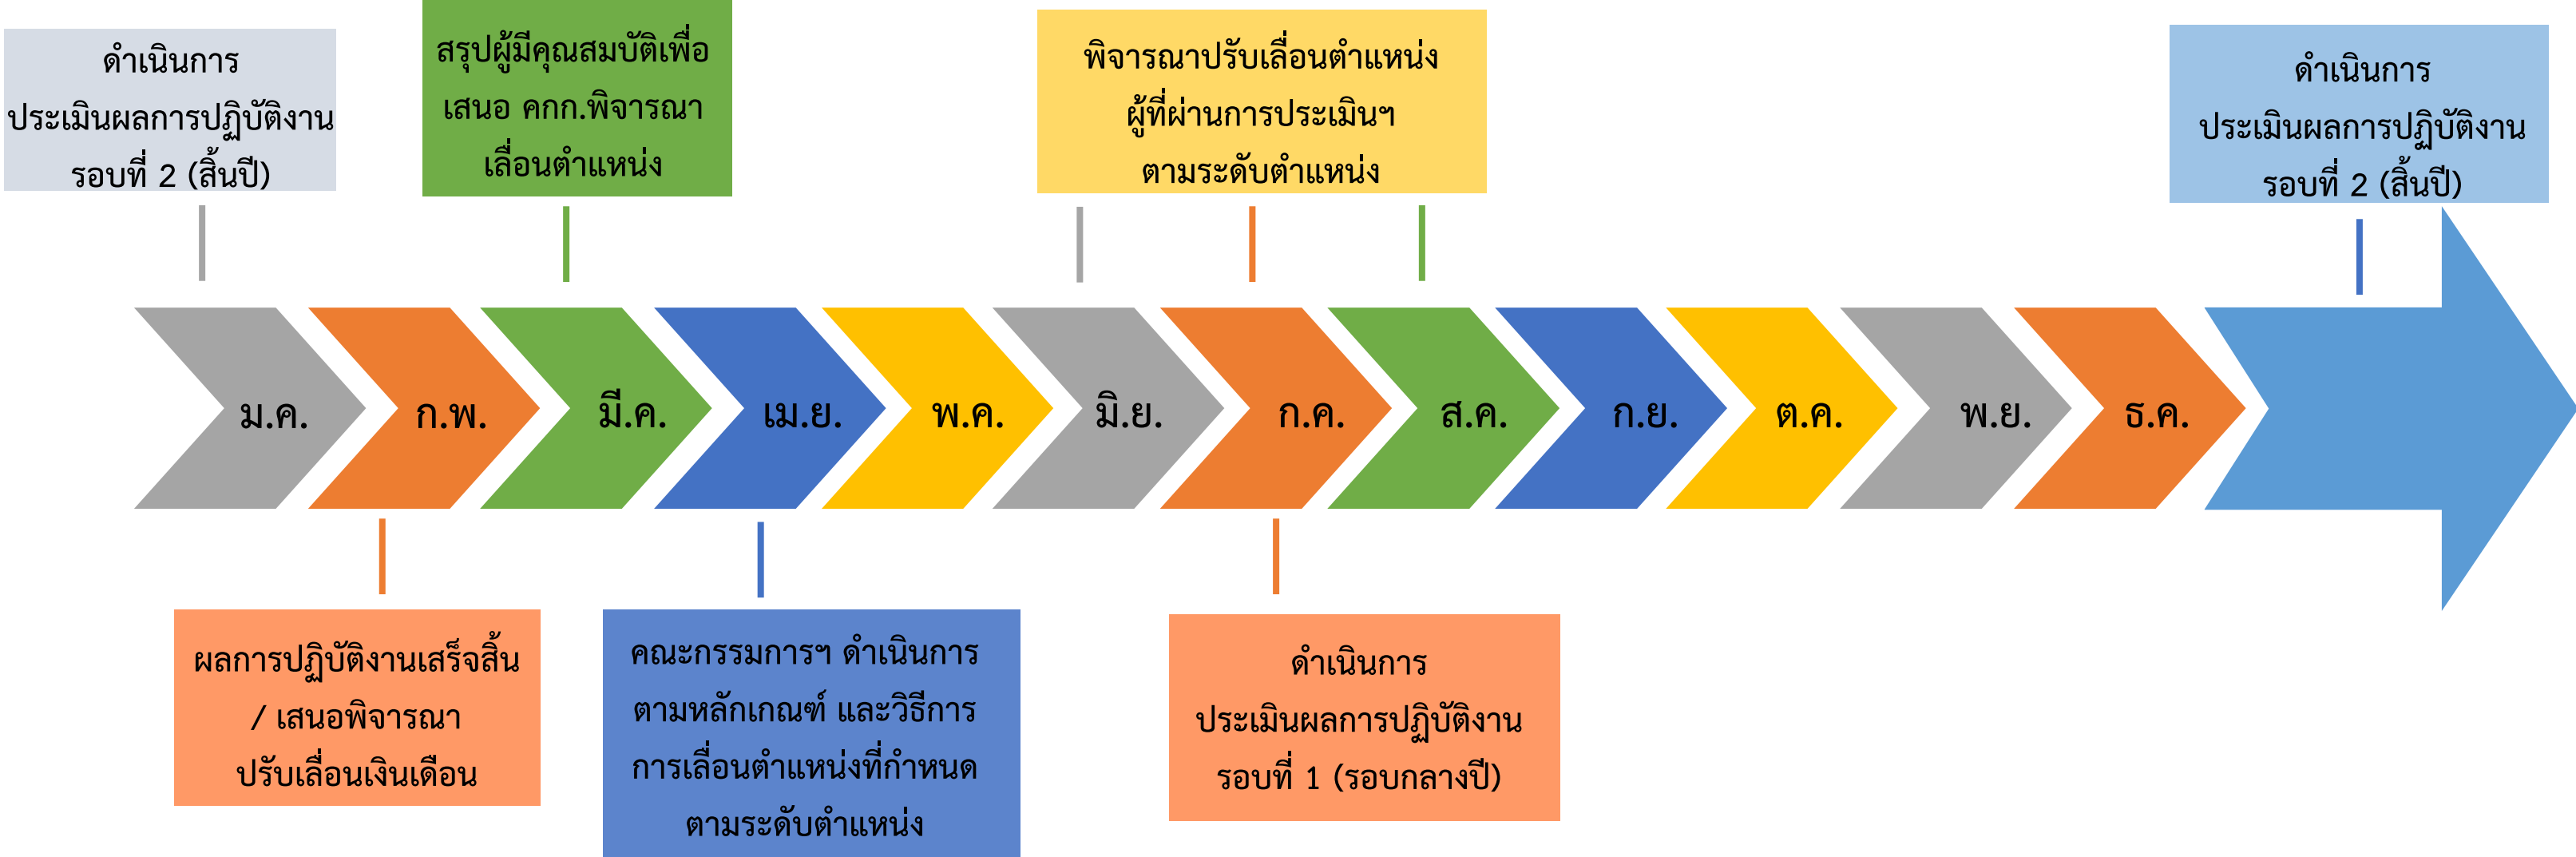 ดำเนินการ
ประเมินผลการปฏิบัติงาน
รอบที่ 2 (สิ้นปี)
สรุปผู้มีคุณสมบัติเพื่อ
เสนอ คกก.พิจารณา
เลื่อนตำแหน่ง
พิจารณาปรับเลื่อนตำแหน่ง
ผู้ที่ผ่านการประเมินฯ
ตามระดับตำแหน่ง
ดำเนินการ
ประเมินผลการปฏิบัติงาน
รอบที่ 2 (สิ้นปี)
ม.ค.
ก.พ.
มี.ค.
เม.ย.
พ.ค.
มิ.ย.
ก.ค.
ส.ค.
ก.ย.
ต.ค.
พ.ย.
ธ.ค.
ผลการปฏิบัติงานเสร็จสิ้น
/ เสนอพิจารณา
ปรับเลื่อนเงินเดือน
คณะกรรมการฯ ดำเนินการ
ตามหลักเกณฑ์ และวิธีการ
การเลื่อนตำแหน่งที่กำหนด
ตามระดับตำแหน่ง
ดำเนินการ
ประเมินผลการปฏิบัติงาน
รอบที่ 1 (รอบกลางปี)